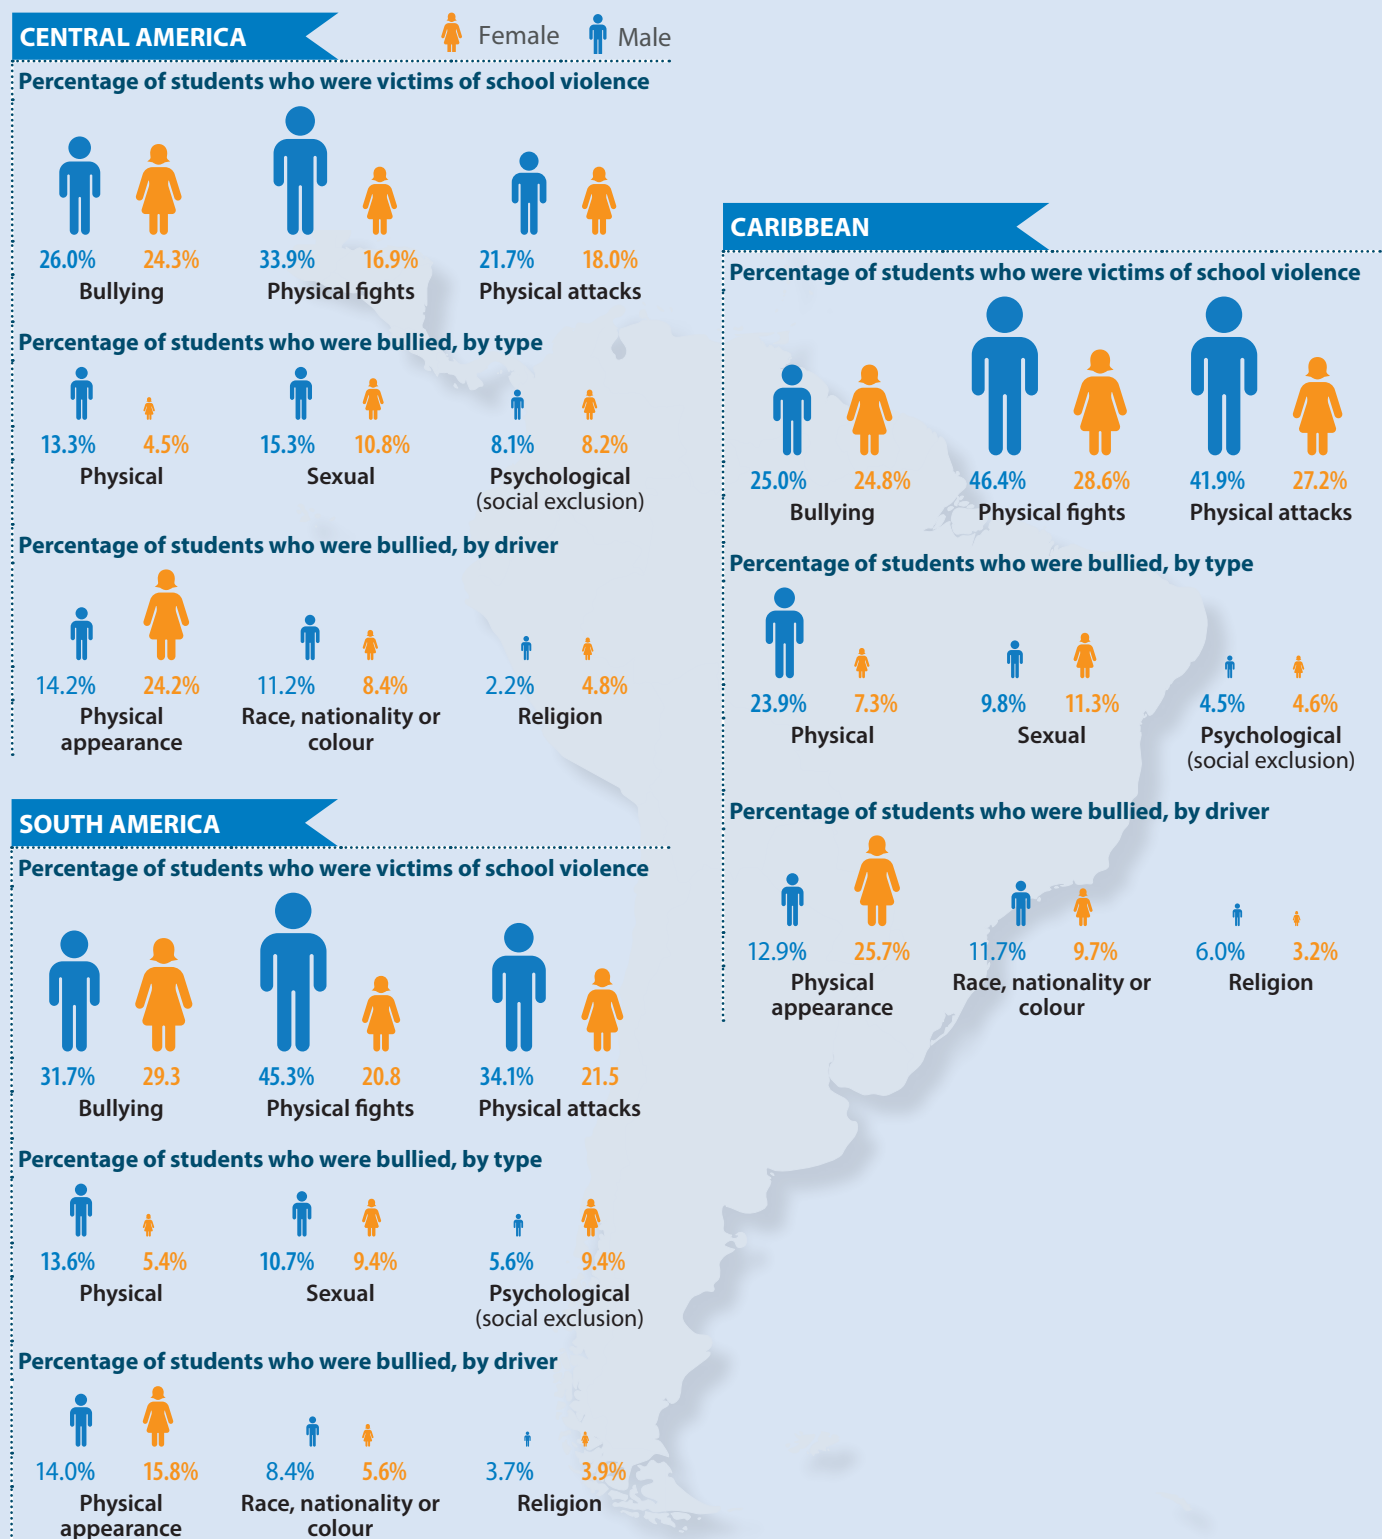 CENTRAL AMERICA
Female Male
Percentage of students who were victims of school violence
26.0% 24.3% 33.9% 16.9% 21.7% 18.0%
Bullying Physical fights Physical attacks
Percentage of students who were bullied, by type
13.3% 4.5% 15.3% 10.8% 8.1% 8.2%
Physical Sexual Psychological
(social exclusion)
Percentage of students who were bullied, by driver
14.2% 24.2% 11.2% 8.4% 2.2% 4.8%
Physical Race, nationality or Religion
appearance colour
SOUTH AMERICA
Percentage of students who were victims of school violence
31.7% 29.3 45.3% 20.8 34.1% 21.5
Bullying Physical fights Physical attacks
Percentage of students who were bullied, by type
13.6% 5.4% 10.7% 9.4% 5.6% 9.4%
Physical Sexual Psychological
(social exclusion)
Percentage of students who were bullied, by driver
14.0% 15.8% 8.4% 5.6% 3.7% 3.9%
Physical Race, nationality or Religion
appearance colour
CARIBBEAN
Percentage of students who were victims of school violence
25.0% 24.8% 46.4% 28.6% 41.9% 27.2%
Bullying Physical fights Physical attacks
Percentage of students who were bullied, by type
23.9% 7.3% 9.8% 11.3% 4.5% 4.6%
Physical Sexual Psychological
(social exclusion)
Percentage of students who were bullied, by driver
12.9% 25.7% 11.7% 9.7% 6.0% 3.2%
Physical Race, nationality or Religion
appearance colour